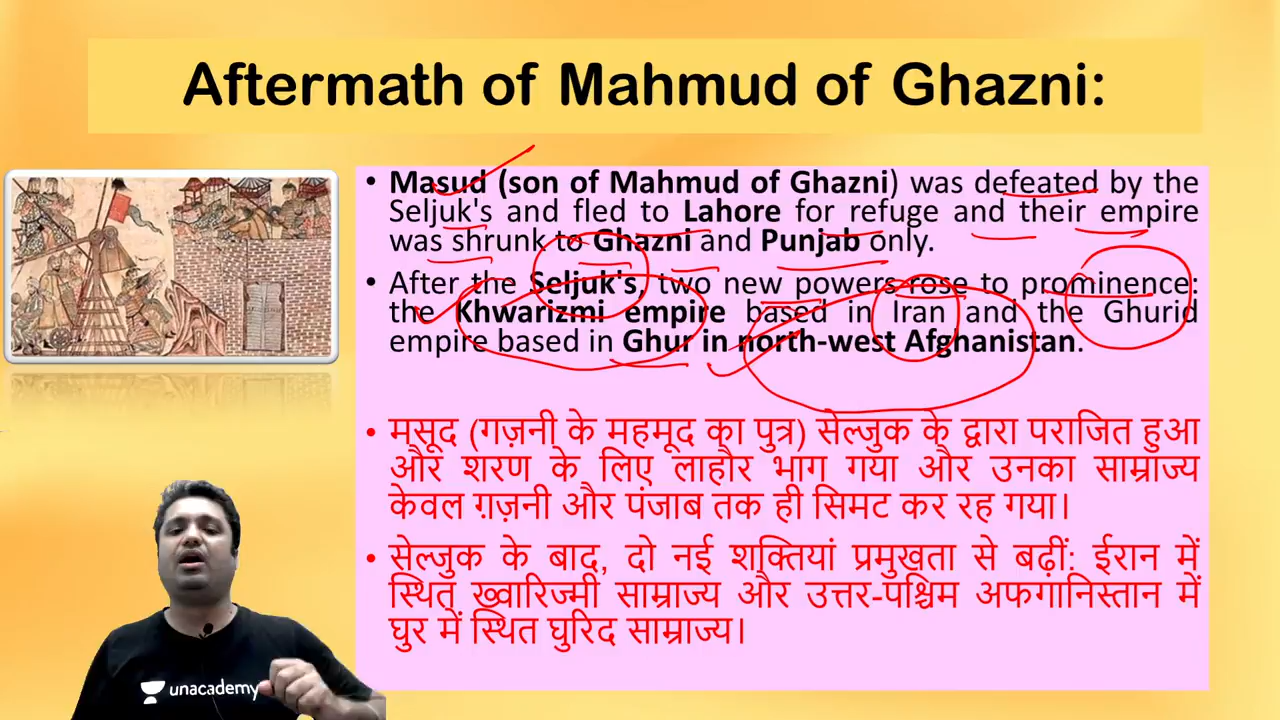 Aftermath of Mahmud of Ghazni:
• Masud (son of Mahmud of Ghazni) was defeated by the
Seljuk's and fled to Lahore for refuge and their empire
was shrunk to Ghazni and Punjab only.
• After the Seljuk's, two new powers rose to prominence:
the Khwarizmi empire based in Iran and the Ghurid
empire based in Ghur in north-west Afghanistan.
• मसूद (गज़नी के महमूद का पुत्र) सेल्जुक के द्वारा पराजित हुआ
और शरण के लिए लाहौर भाग गया और उनका साम्राज्य
केवल ग़ज़नी और पंजाब तक ही सिमट कर रह गया।
• सेल्जुक के बाद, दो नई शक्तियां प्रमुखता से बढ़ीं: ईरान में
स्थित ख्वारिज्मी साम्राज्य और उत्तर-पश्चिम अफगानिस्तान में
घुर में स्थित घुरिद साम्राज्य।
unacademy